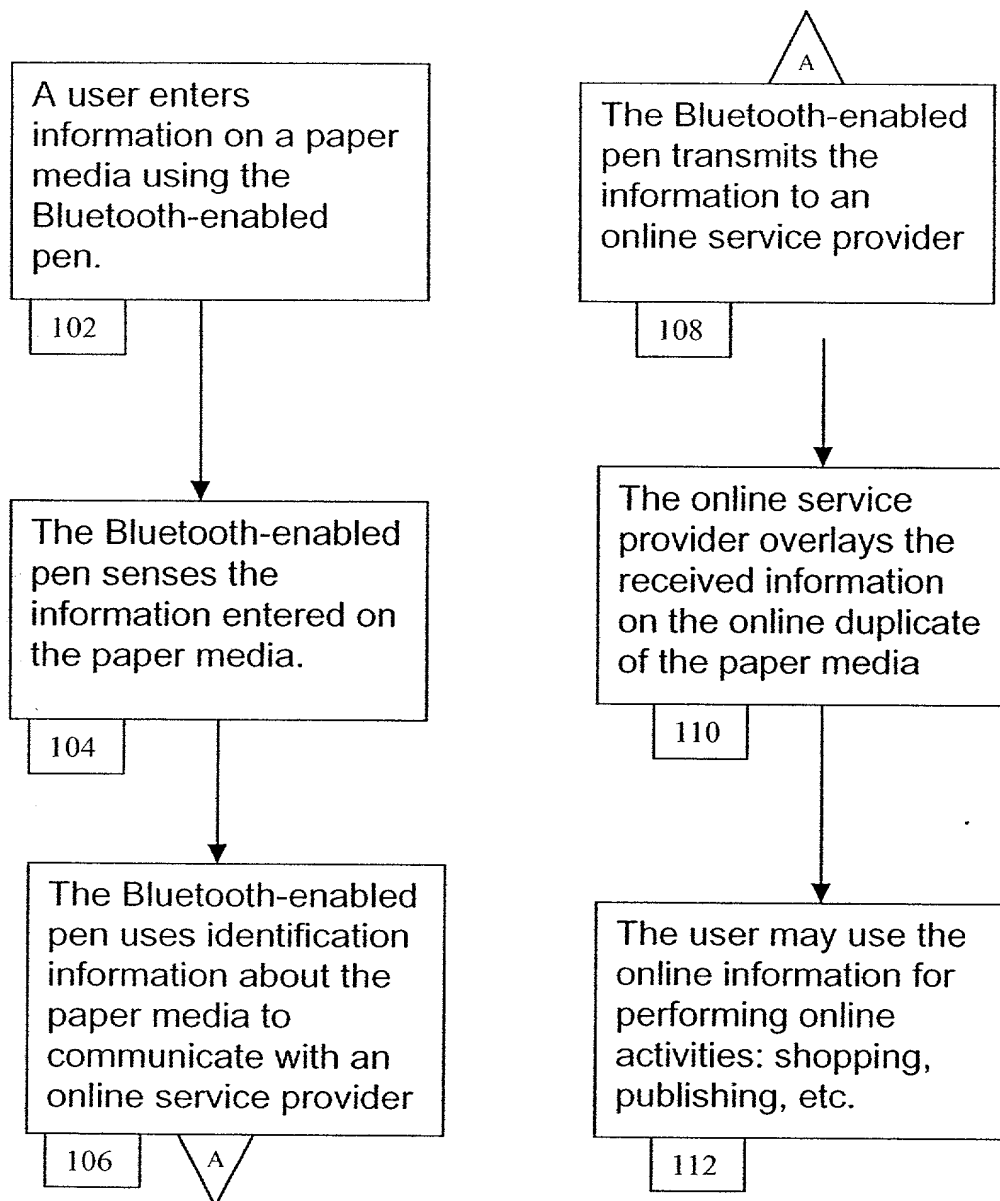 A user enters
information on a paper
media using the
Bluetooth-enabled
pen.
102
The Bluetooth-enabled
pen senses the
information entered on
the paper media.
104
The Bluetooth-enabled
pen uses identification
information about the
paper media to
communicate with an
online service provider
106
A
A
The Bluetooth-enabled
pen transmits the
information to an
online service provider
108
The online service
provider overlays the
received information
on the online duplicate
of the paper media
110
The user may use the
online information for
performing online
activities: shopping,
publishing, etc.
112